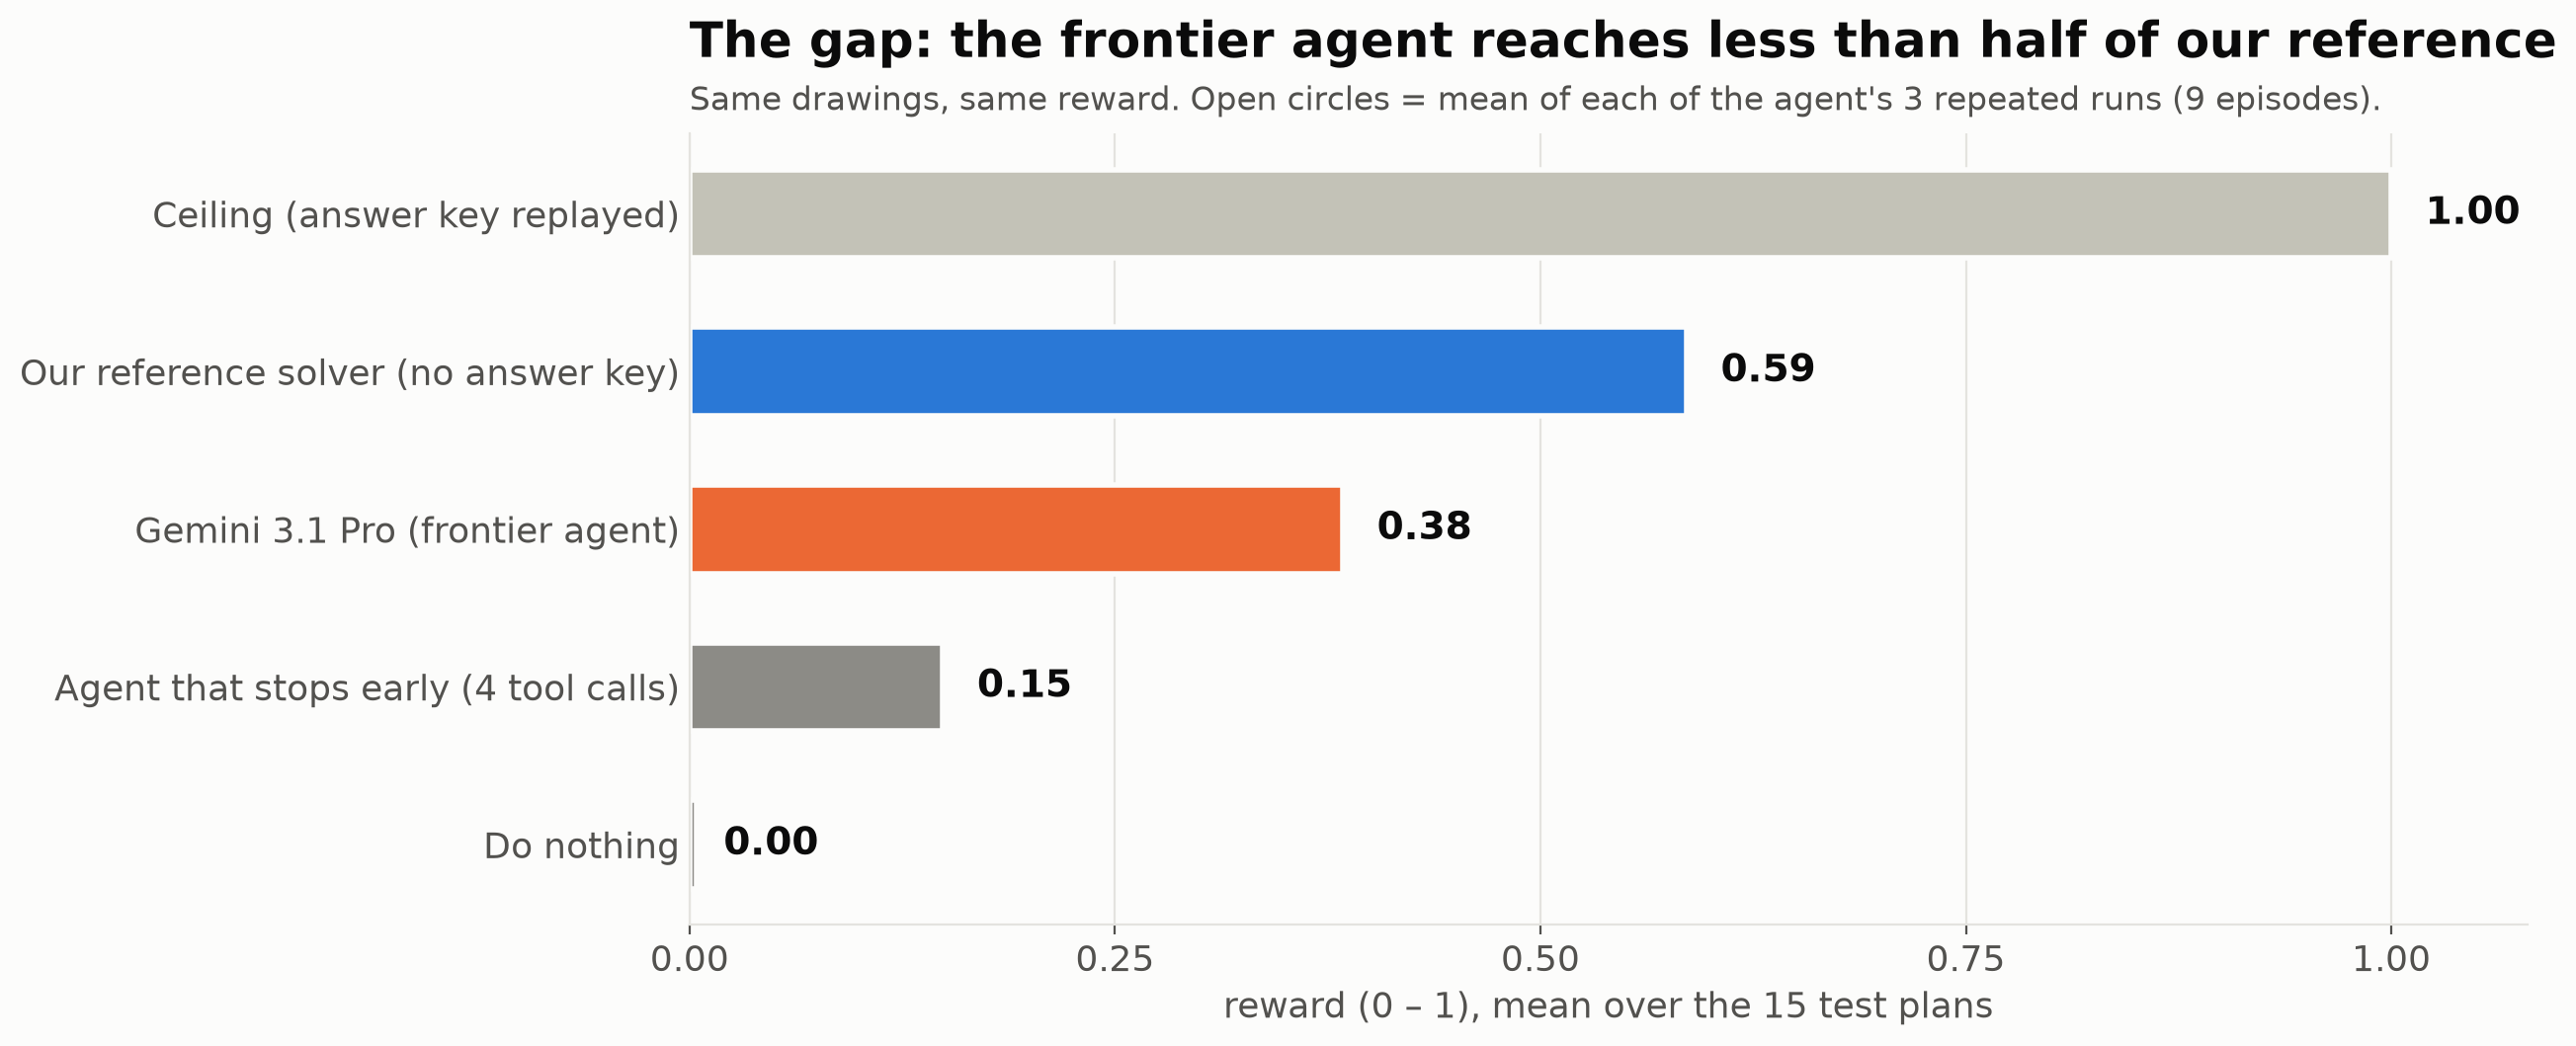 The gap: the frontier agent reaches less than half of our reference
Same drawings, same reward. Open circles = mean of each of the agent's 3 repeated runs (9 episodes).
Ceiling (answer key replayed)
1.00
Our reference solver (no answer key)
0.59
Gemini 3.1 Pro (frontier agent)
0.38
Agent that stops early (4 tool calls)
0.15
Do nothing
0.00
0.00 0.25 0.50 0.75 1.00
reward (0 – 1), mean over the 15 test plans